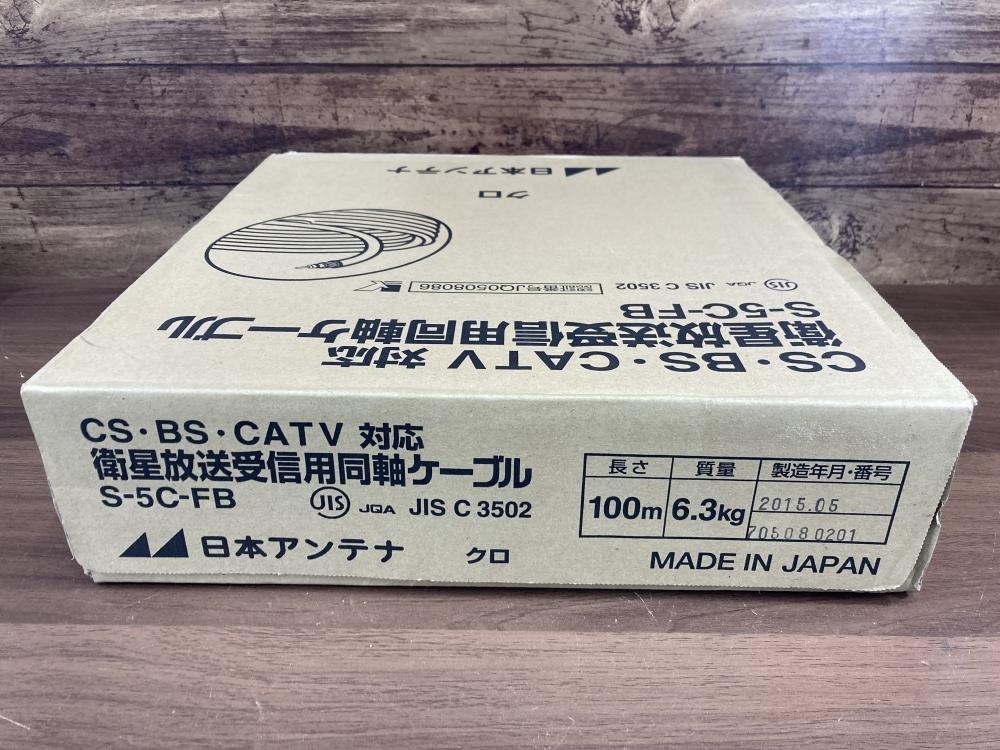 日本アンテナ
クロ
JIS JQA JIS C 3502
認証番号JQ0508086
S-5C-FB
衛星放送受信用同軸ケーブル
CS・BS・CATV 対応
CS・BS・CATV 対応
衛星放送受信用同軸ケーブル
S-5C-FB JIS JQA JIS C 3502
日本アンテナ クロ
長さ 質量 製造年月・番号
100m 6.3kg 2015.05
705080201
MADE IN JAPAN